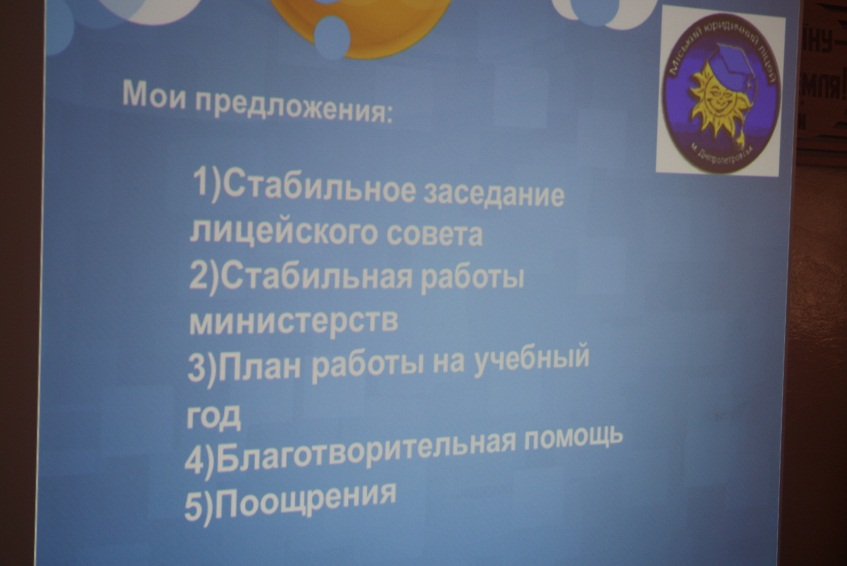 Міський юридичний ліцей
м. Дніпропетровськ
Мои предложения:
1)Стабильное заседание
лицейского совета
2)Стабильная работы
министерств
3)План работы на учебный
год
4)Благотворительная помощь
5)Поощрения